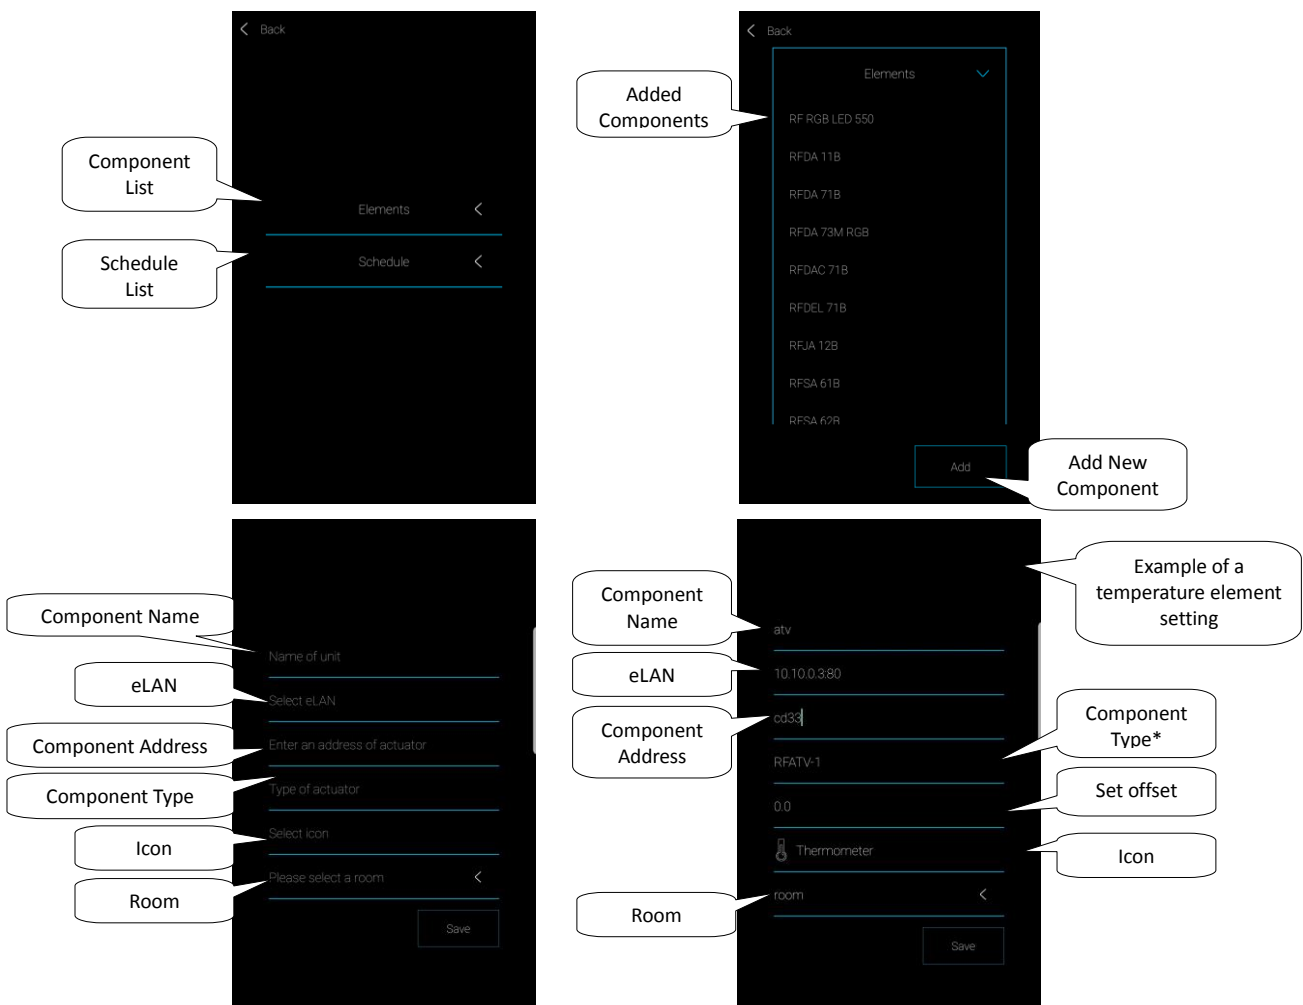 Back
Component
List
Elements
Schedule
List
Schedule
Back
Elements
Added
Components
RF RGB LED 550
RFDA 11B
RFDA 71B
RFDA 73M RGB
RFDAC 71B
RFDEL 71B
RFJA 12B
RFSA 61B
RFSA 62B
Add
Add New
Component
Component Name
Name of unit
eLAN
Select eLAN
Component Address
Enter an address of actuator
Component Type
Type of actuator
Icon
Select icon
Room
Please select a room
Save
Example of a
temperature element
setting
Component
Name
atv
eLAN
10.10.0.3:80
Component
Address
cd33
Component
Type*
RFATV-1
Set offset
0.0
Icon
Thermometer
Room
room
Save